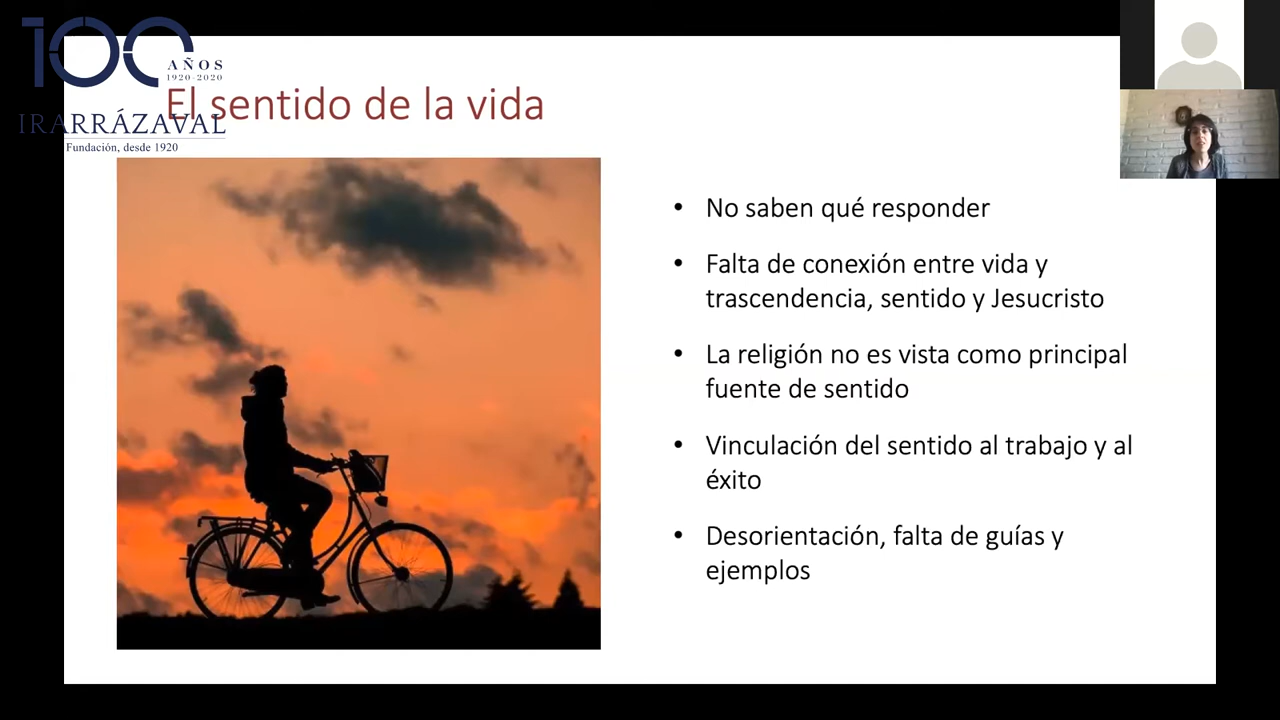 100
AÑOS
1920-2020
IRARRÁZAVAL
Fundación, desde 1920
El sentido de la vida
• No saben qué responder
• Falta de conexión entre vida y
trascendencia, sentido y Jesucristo
• La religión no es vista como principal
fuente de sentido
• Vinculación del sentido al trabajo y al
éxito
• Desorientación, falta de guías y
ejemplos